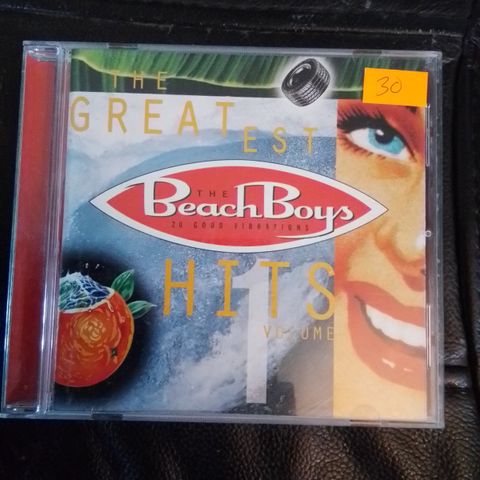 THE
30
GREATEST
THE
Beach Boys
20 GOOD VIBRATIONS
HITS
1
VOLUME